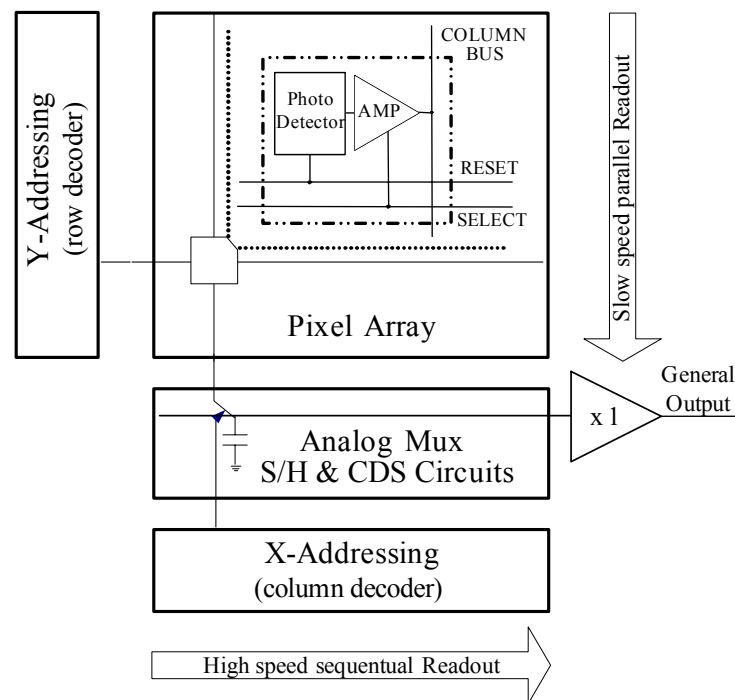 COLUMN
BUS
Photo
Detector
AMP
RESET
SELECT
Y-Addressing
(row decoder)
Pixel Array
Slow speed parallel Readout
General
Output
x 1
Analog Mux
S/H & CDS Circuits
X-Addressing
(column decoder)
High speed sequentual Readout